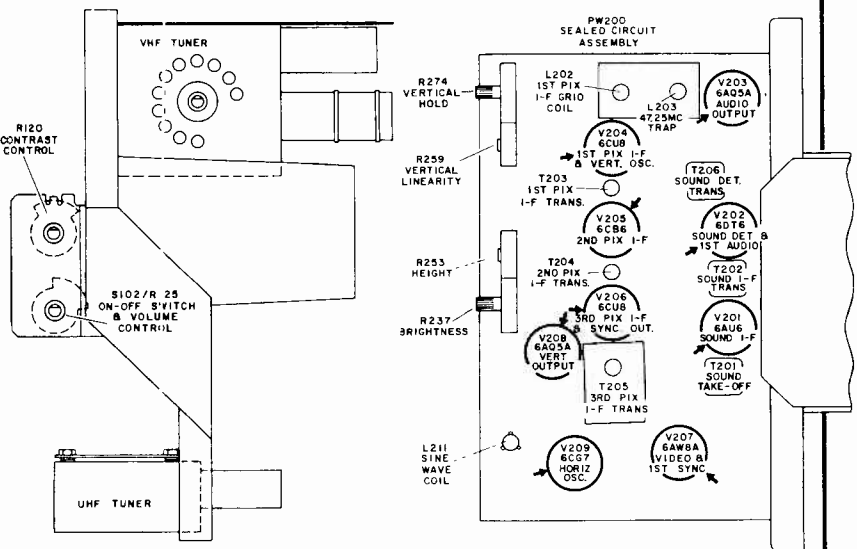 VHF TUNER
R120
CONTRAST
CONTROL
S102/R 25
ON-OFF SWITCH
& VOLUME
CONTROL
UHF TUNER
PW200
SEALED CIRCUIT
ASSEMBLY
R274
VERTICAL
HOLD
L202
1ST PIX
I-F GRID
COIL
L203
47.25MC
TRAP
V203
6AQ5A
AUDIO
OUTPUT
V204
6CU8
1ST PIX I-F
& VERT. OSC.
R259
VERTICAL
LINEARITY
T203
1ST PIX
I-F TRANS.
T206
SOUND DET.
TRANS
V205
6CB6
2ND PIX I-F
V202
6DT6
SOUND DET &
1ST AUDIO
R253
HEIGHT
T204
2ND PIX
I-F TRANS.
T202
SOUND I-F
TRANS
R237
BRIGHTNESS
V206
6CU8
3RD PIX I-F
& SYNC OUT.
V201
6AU6
SOUND I-F
V208
6AQ5A
VERT
OUTPUT
T205
3RD PIX
I-F TRANS
T201
SOUND
TAKE-OFF
L211
SINE
WAVE
COIL
V209
6CG7
HORIZ
OSC.
V207
6AW8A
VIDEO &
1ST SYNC